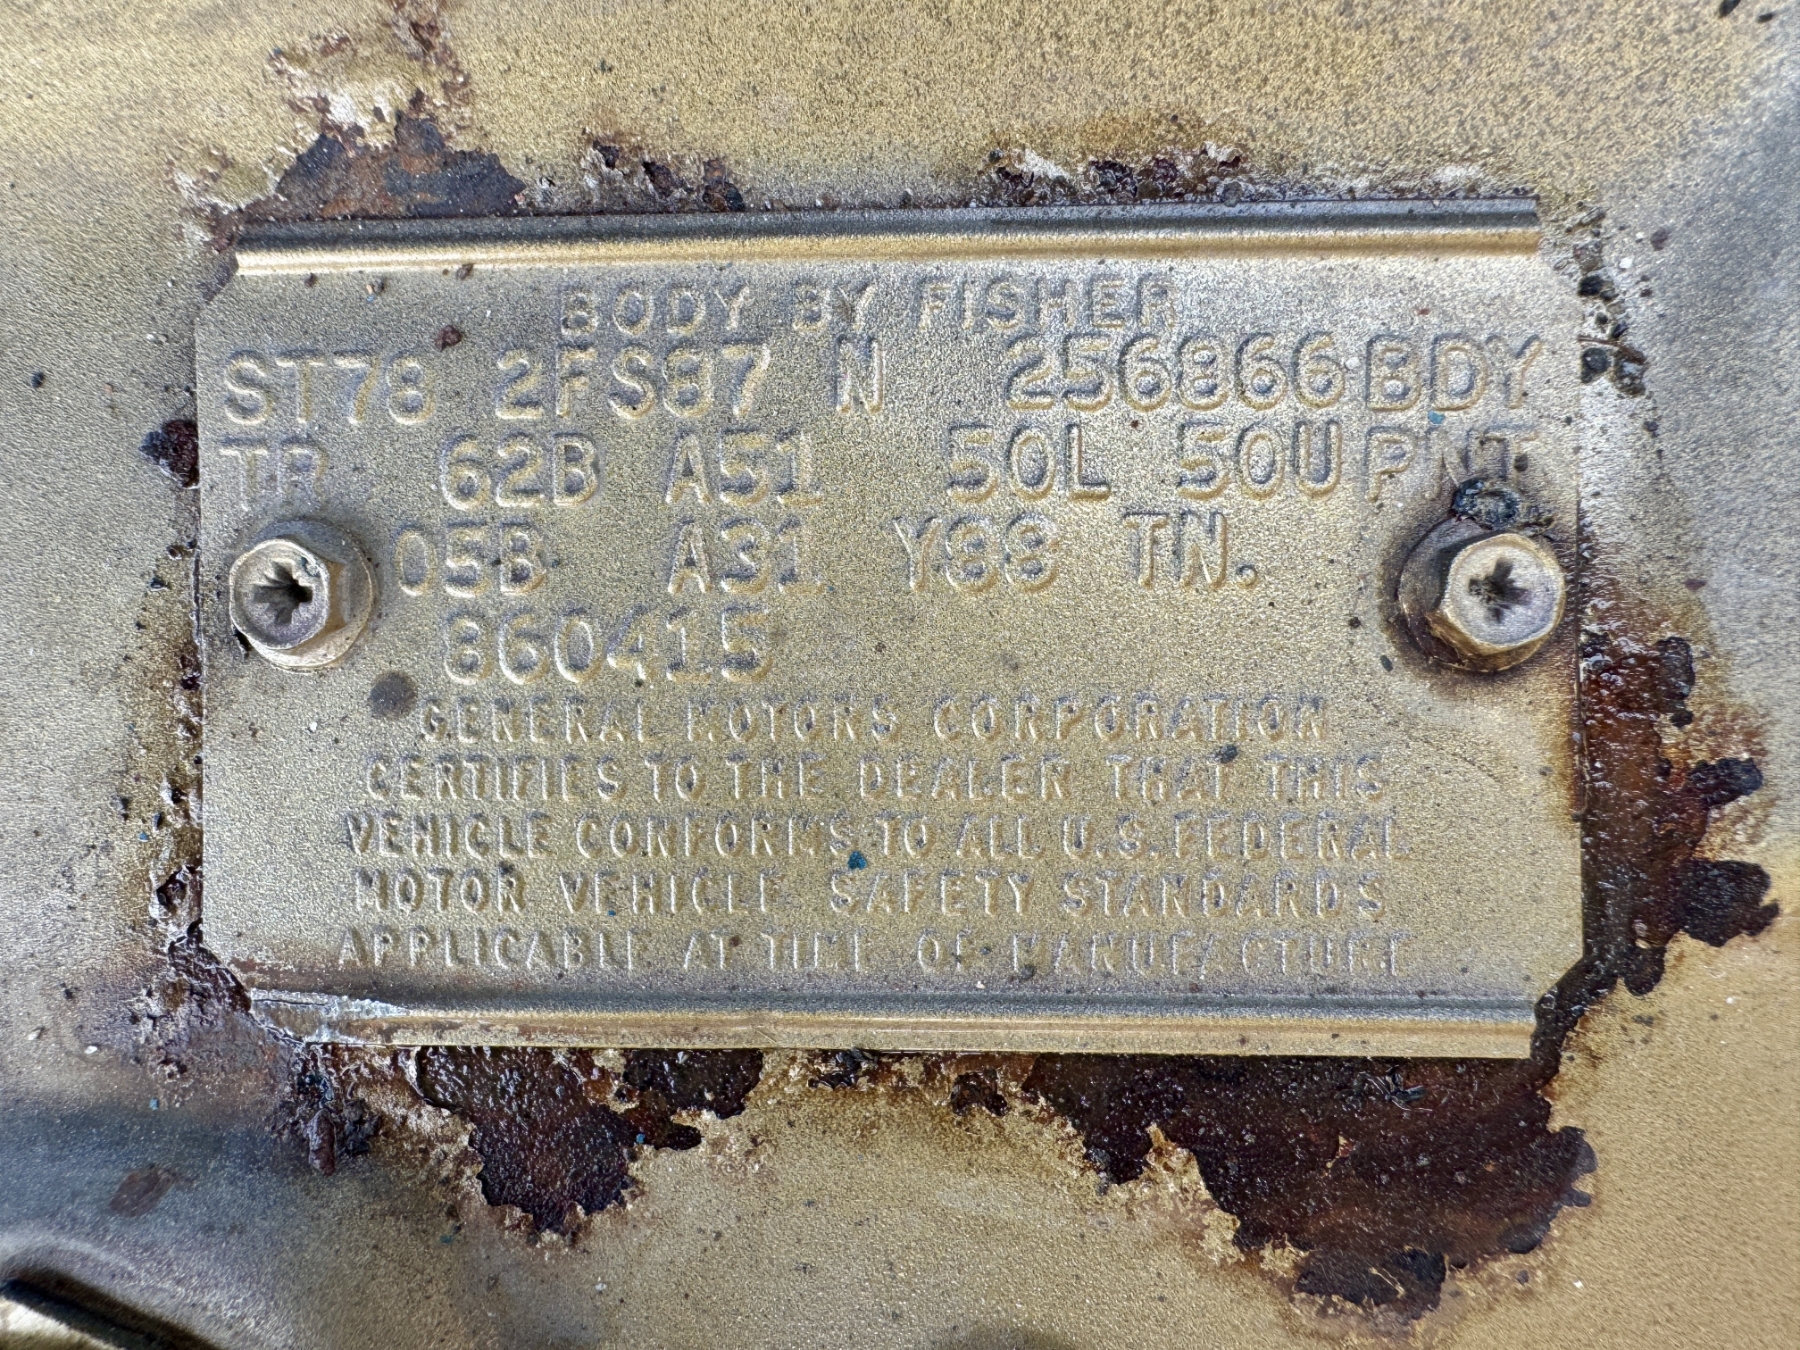 BODY BY FISHER
ST78 2FS87 N 256866 BDY
TR 62B A51 50L 50U PNT
05B A31 Y88 TN.
860415
GENERAL MOTORS CORPORATION
CERTIFIES TO THE DEALER THAT THIS
VEHICLE CONFORMS TO ALL U.S. FEDERAL
MOTOR VEHICLE SAFETY STANDARDS
APPLICABLE AT TIME OF MANUFACTURE